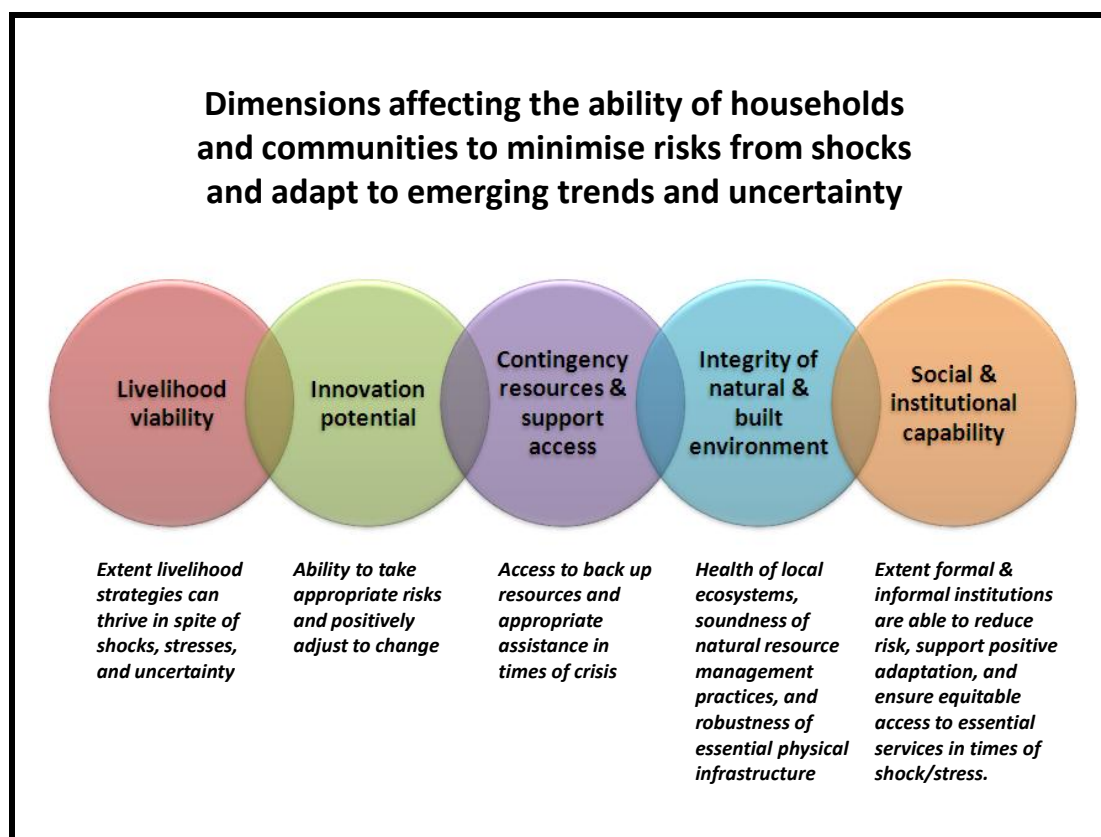 Dimensions affecting the ability of households
and communities to minimise risks from shocks
and adapt to emerging trends and uncertainty
Livelihood
viability
Innovation
potential
Contingency
resources &
support
access
Integrity of
natural &
built
environment
Social &
institutional
capability
Extent livelihood
strategies can
thrive in spite of
shocks, stresses,
and uncertainty
Ability to take
appropriate risks
and positively
adjust to change
Access to back up
resources and
appropriate
assistance in
times of crisis
Health of local
ecosystems,
soundness of
natural resource
management
practices, and
robustness of
essential physical
infrastructure
Extent formal &
informal institutions
are able to reduce
risk, support positive
adaptation, and
ensure equitable
access to essential
services in times of
shock/stress.